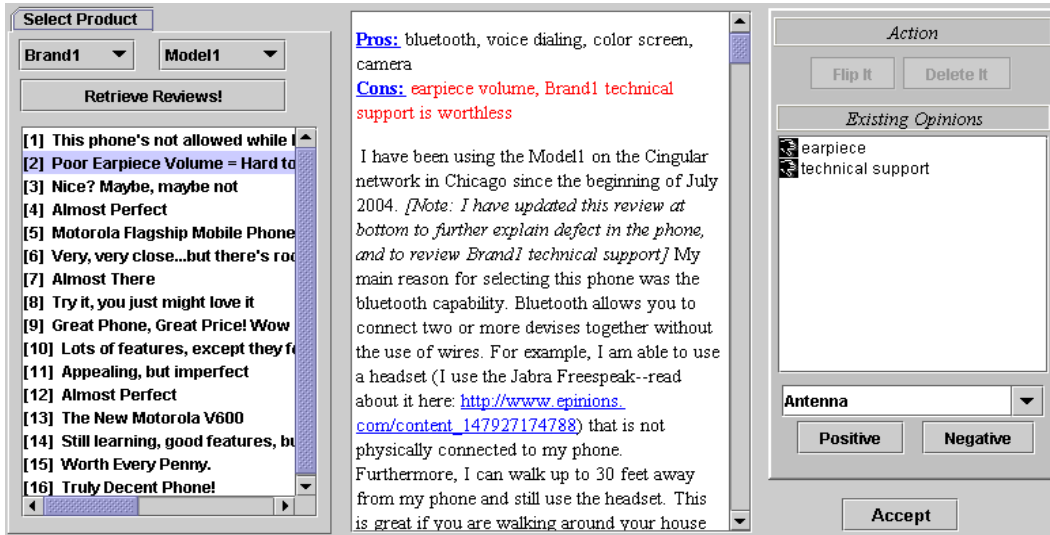 Select Product
Brand1
Model1
Retrieve Reviews!
[1] This phone's not allowed while
[2] Poor Earpiece Volume = Hard to
[3] Nice? Maybe, maybe not
[4] Almost Perfect
[5] Motorola Flagship Mobile Phone
[6] Very, very close...but there's
[7] Almost There
[8] Try it, you just might love it
[9] Great Phone, Great Price! Wow
[10] Lots of features, except they
[11] Appealing, but imperfect
[12] Almost Perfect
[13] The New Motorola V600
[14] Still learning, good features,
[15] Worth Every Penny.
[16] Truly Decent Phone!
Pros: bluetooth, voice dialing, color screen,
camera
Cons: earpiece volume, Brand1 technical
support is worthless
I have been using the Model1 on the Cingular
network in Chicago since the beginning of July
2004. [Note: I have updated this review at
bottom to further explain defect in the phone,
and to review Brand1 technical support] My
main reason for selecting this phone was the
bluetooth capability. Bluetooth allows you to
connect two or more devises together without
the use of wires. For example, I am able to use
a headset (I use the Jabra Freespeak--read
about it here: http://www.epinions.
com/content_147927174788) that is not
physically connected to my phone.
Furthermore, I can walk up to 30 feet away
from my phone and still use the headset. This
is great if you are walking around your house
Action
Flip It
Delete It
Existing Opinions
earpiece
technical support
Antenna
Positive
Negative
Accept